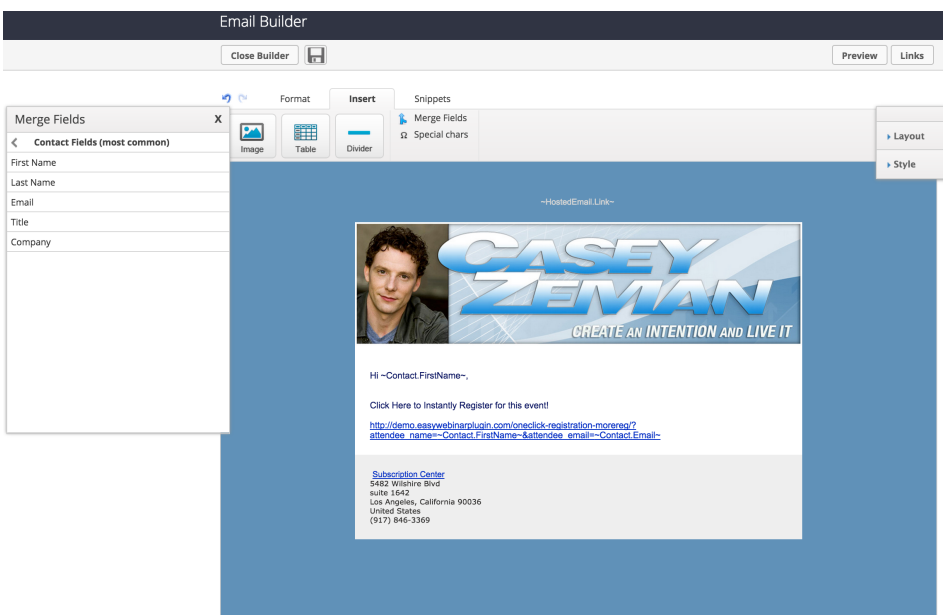 Email Builder
Close Builder
Preview
Links
Format
Insert
Snippets
Merge Fields
X
Contact Fields (most common)
First Name
Last Name
Email
Title
Company
Image
Table
Divider
Merge Fields
Ω Special chars
Layout
Style
~HostedEmail.Link~
CASEY
ZEMAN
CREATE AN INTENTION AND LIVE IT
Hi ~Contact.FirstName~,
Click Here to Instantly Register for this event!
http://demo.easywebinarplugin.com/oneclick-registration-morereg/?
attendee_name=~Contact.FirstName~&attendee_email=~Contact.Email~
Subscription Center
5482 Wilshire Blvd
suite 1642
Los Angeles, California 90036
United States
(917) 846-3369